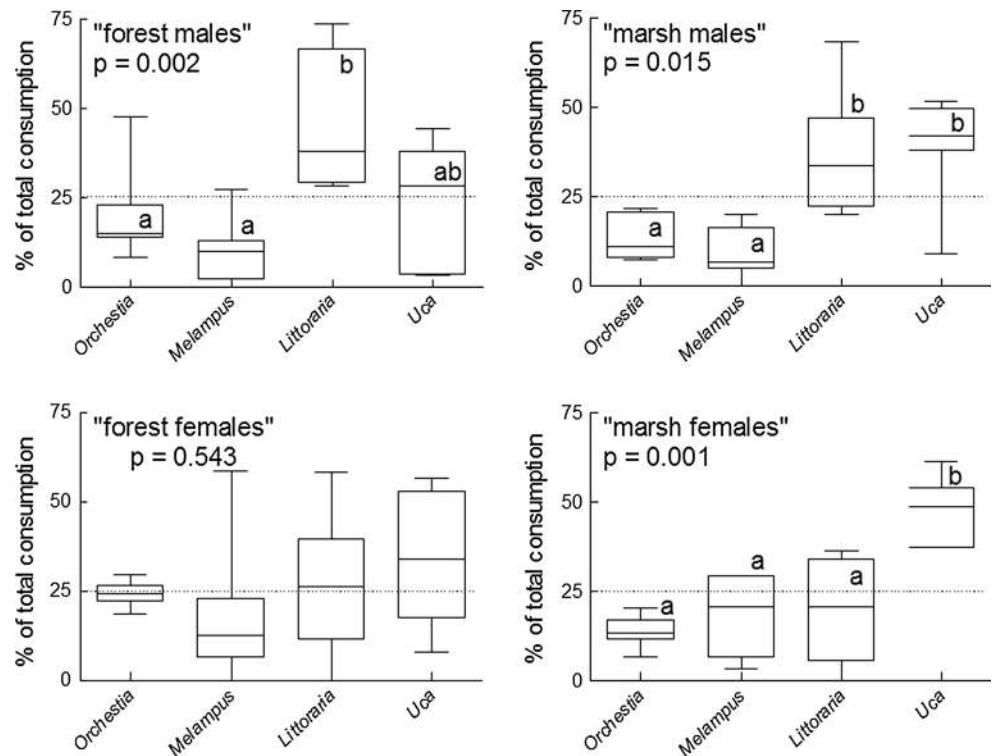 "forest males"
p = 0.002
% of total consumption
75
50
25
0
a
a
b
ab
Orchestia
Melampus
Littoraria
Uca
"marsh males"
p = 0.015
% of total consumption
75
50
25
0
a
a
b
b
Orchestia
Melampus
Littoraria
Uca
"forest females"
p = 0.543
% of total consumption
75
50
25
0
Orchestia
Melampus
Littoraria
Uca
"marsh females"
p = 0.001
% of total consumption
75
50
25
0
a
a
a
b
Orchestia
Melampus
Littoraria
Uca